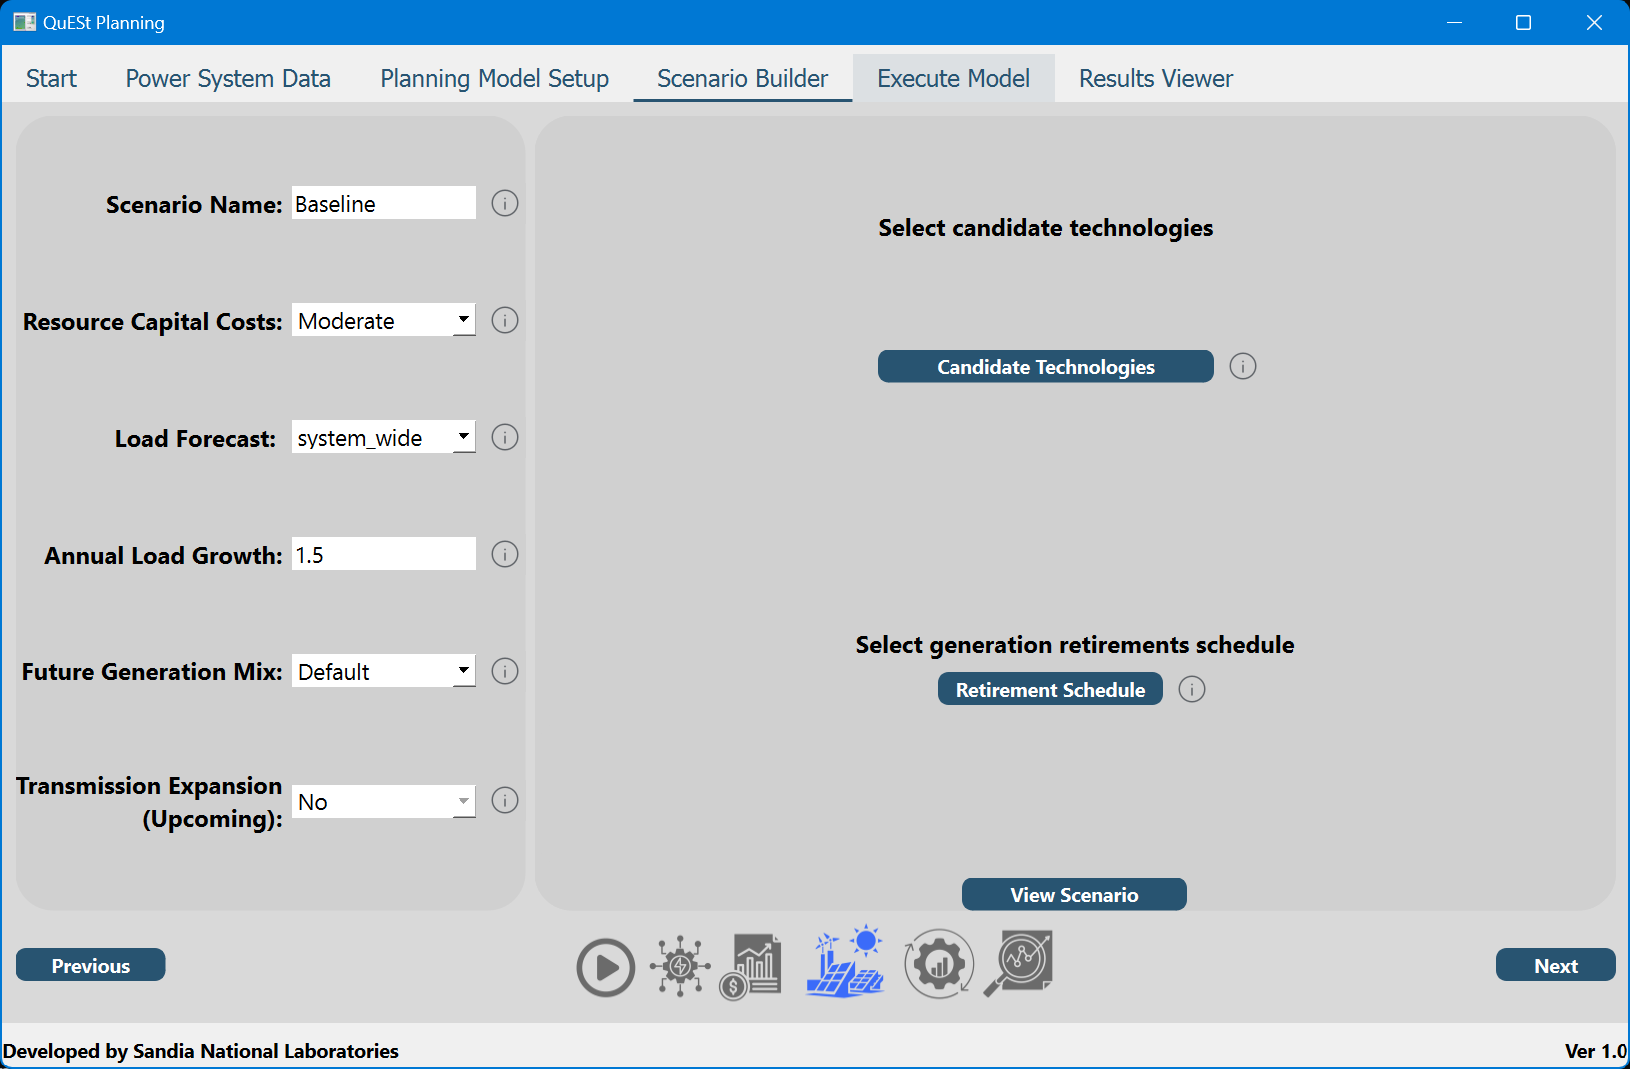 QuESt Planning
Start Power System Data Planning Model Setup Scenario Builder Execute Model Results Viewer
Scenario Name: Baseline
Resource Capital Costs: Moderate
Load Forecast: system_wide
Annual Load Growth: 1.5
Future Generation Mix: Default
Transmission Expansion
(Upcoming): No
Select candidate technologies
Candidate Technologies
Select generation retirements schedule
Retirement Schedule
View Scenario
Previous
Next
Developed by Sandia National Laboratories
Ver 1.0